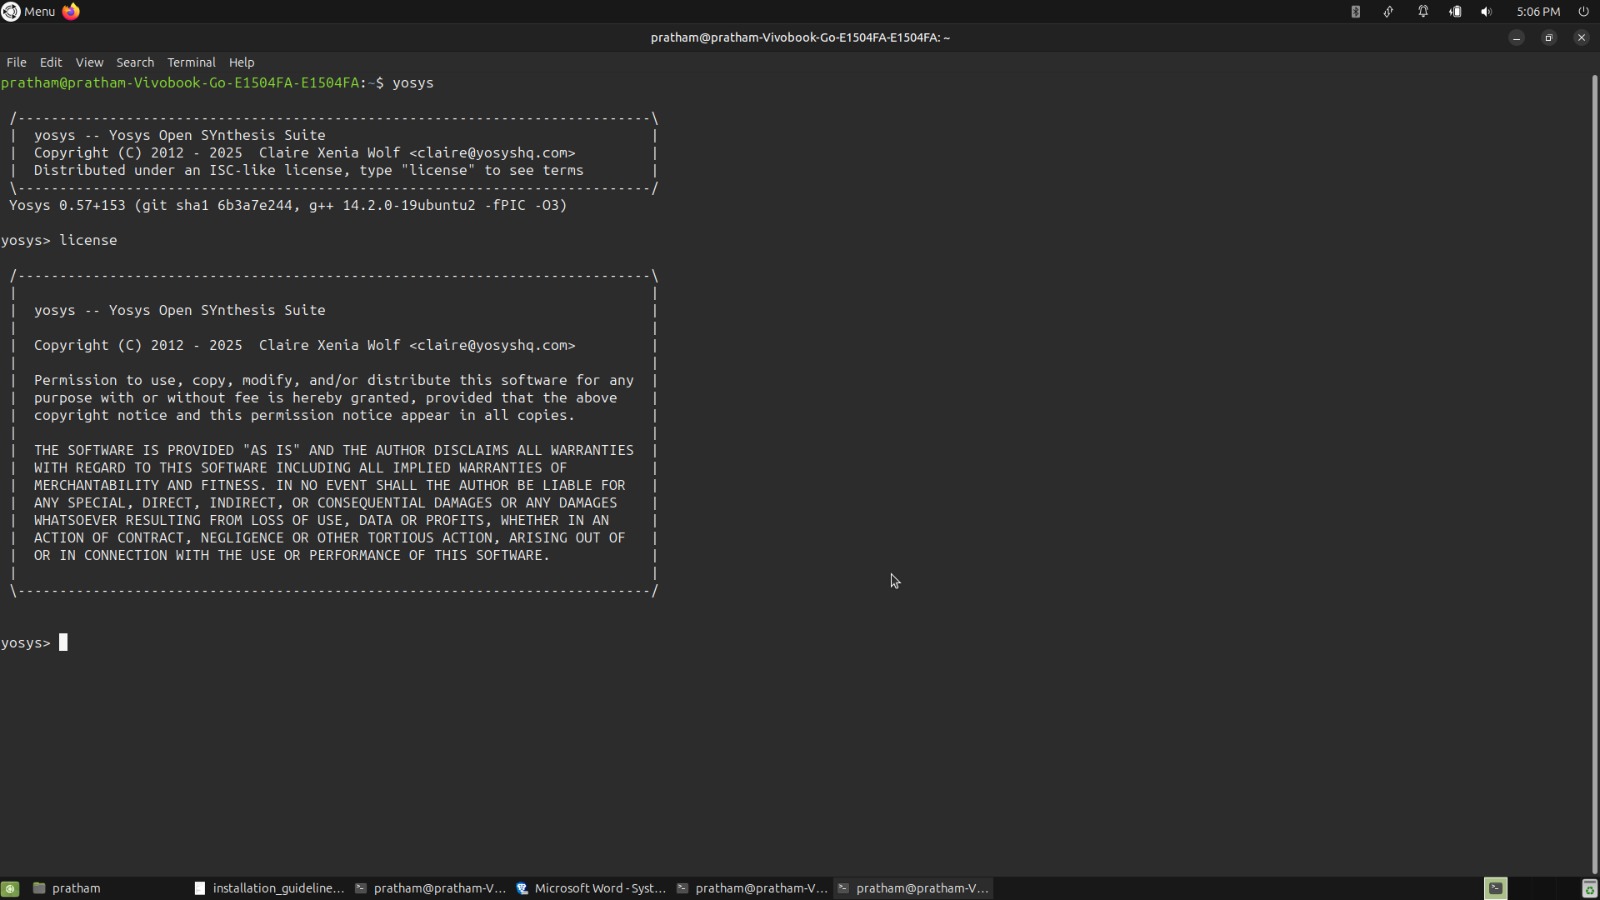 Menu 5:06 PM
pratham@pratham-Vivobook-Go-E1504FA-E1504FA: ~
File Edit View Search Terminal Help
pratham@pratham-Vivobook-Go-E1504FA-E1504FA:~$ yosys
/----------------------------------------------------------------------------\
| yosys -- Yosys Open SYnthesis Suite |
| Copyright (C) 2012 - 2025 Claire Xenia Wolf <claire@yosyshq.com> |
| Distributed under an ISC-like license, type "license" to see terms |
\----------------------------------------------------------------------------/
Yosys 0.57+153 (git sha1 6b3a7e244, g++ 14.2.0-19ubuntu2 -fPIC -O3)
yosys> license
/----------------------------------------------------------------------------\
| |
| yosys -- Yosys Open SYnthesis Suite |
| |
| Copyright (C) 2012 - 2025 Claire Xenia Wolf <claire@yosyshq.com> |
| |
| Permission to use, copy, modify, and/or distribute this software for any |
| purpose with or without fee is hereby granted, provided that the above |
| copyright notice and this permission notice appear in all copies. |
| |
| THE SOFTWARE IS PROVIDED "AS IS" AND THE AUTHOR DISCLAIMS ALL WARRANTIES |
| WITH REGARD TO THIS SOFTWARE INCLUDING ALL IMPLIED WARRANTIES OF |
| MERCHANTABILITY AND FITNESS. IN NO EVENT SHALL THE AUTHOR BE LIABLE FOR |
| ANY SPECIAL, DIRECT, INDIRECT, OR CONSEQUENTIAL DAMAGES OR ANY DAMAGES |
| WHATSOEVER RESULTING FROM LOSS OF USE, DATA OR PROFITS, WHETHER IN AN |
| ACTION OF CONTRACT, NEGLIGENCE OR OTHER TORTIOUS ACTION, ARISING OUT OF |
| OR IN CONNECTION WITH THE USE OR PERFORMANCE OF THIS SOFTWARE. |
| |
\----------------------------------------------------------------------------/
yosys>
pratham installation_guideline... pratham@pratham-V... Microsoft Word - Syst... pratham@pratham-V... pratham@pratham-V...